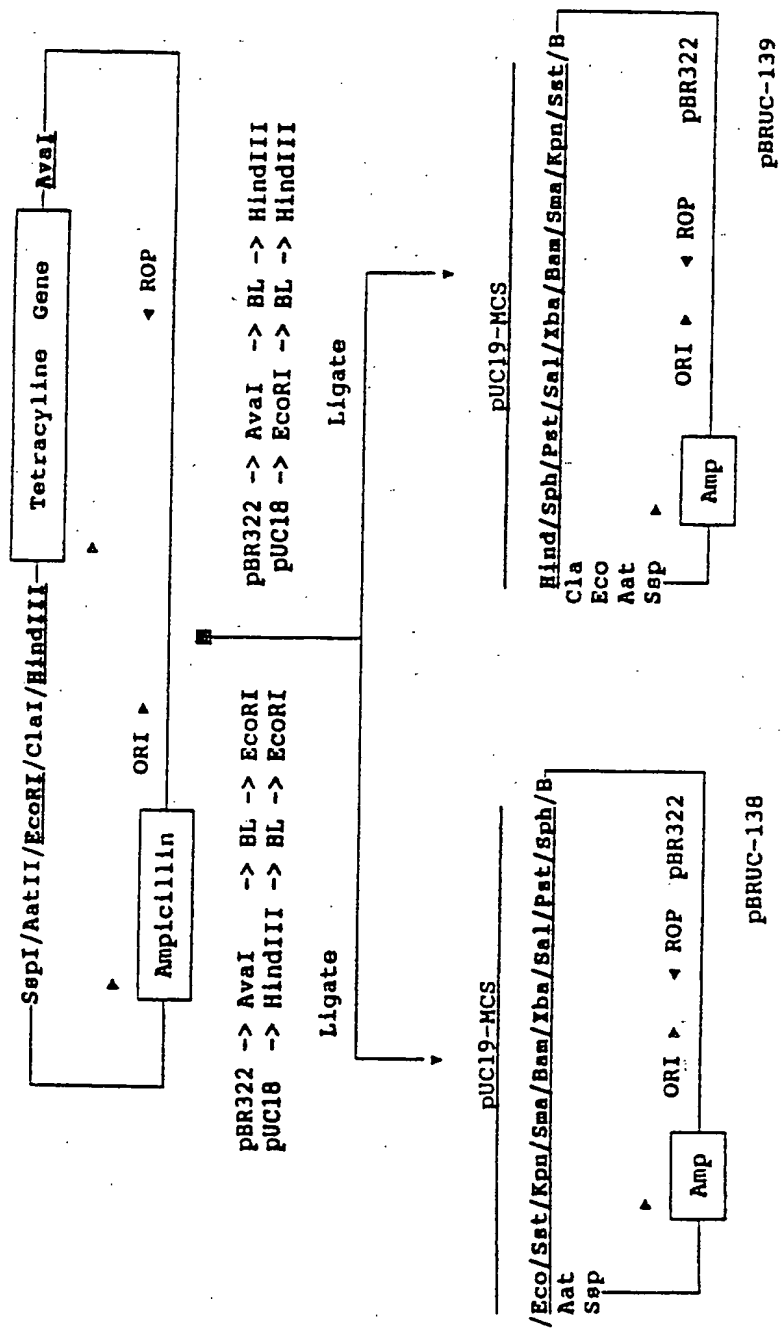 -SspI/AatII/EcoRI/ClaI/HindIII-
Tetracyline Gene
-AvaI
Ampicillin
ORI
ROP
pBR322 -> AvaI -> BL -> EcoRI
pUC18 -> HindIII -> BL -> EcoRI
Ligate
pBR322 -> AvaI -> BL -> HindIII
pUC18 -> EcoRI -> BL -> HindIII
Ligate
pUC19-MCS
/Eco/Sst/Kpn/Sma/Bam/Xba/Sal/Pst/Sph/B-
Aat
Ssp
Amp
ORI
ROP
pBR322
pBRUC-138
pUC19-MCS
Hind/Sph/Pst/Sal/Xba/Bam/Sma/Kpn/Sst/B-
Cla
Eco
Aat
Ssp
Amp
ORI
ROP
pBR322
pBRUC-139